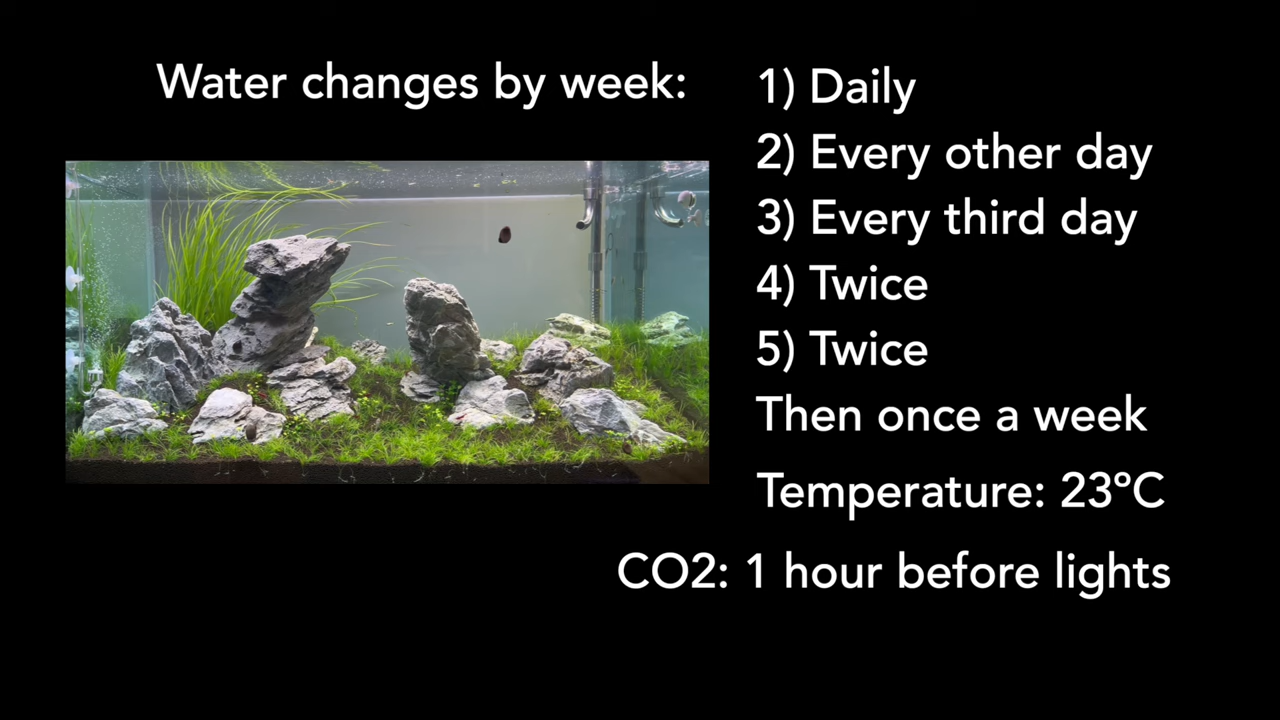 Water changes by week:
1) Daily
2) Every other day
3) Every third day
4) Twice
5) Twice
Then once a week
Temperature: 23ºC
CO2: 1 hour before lights